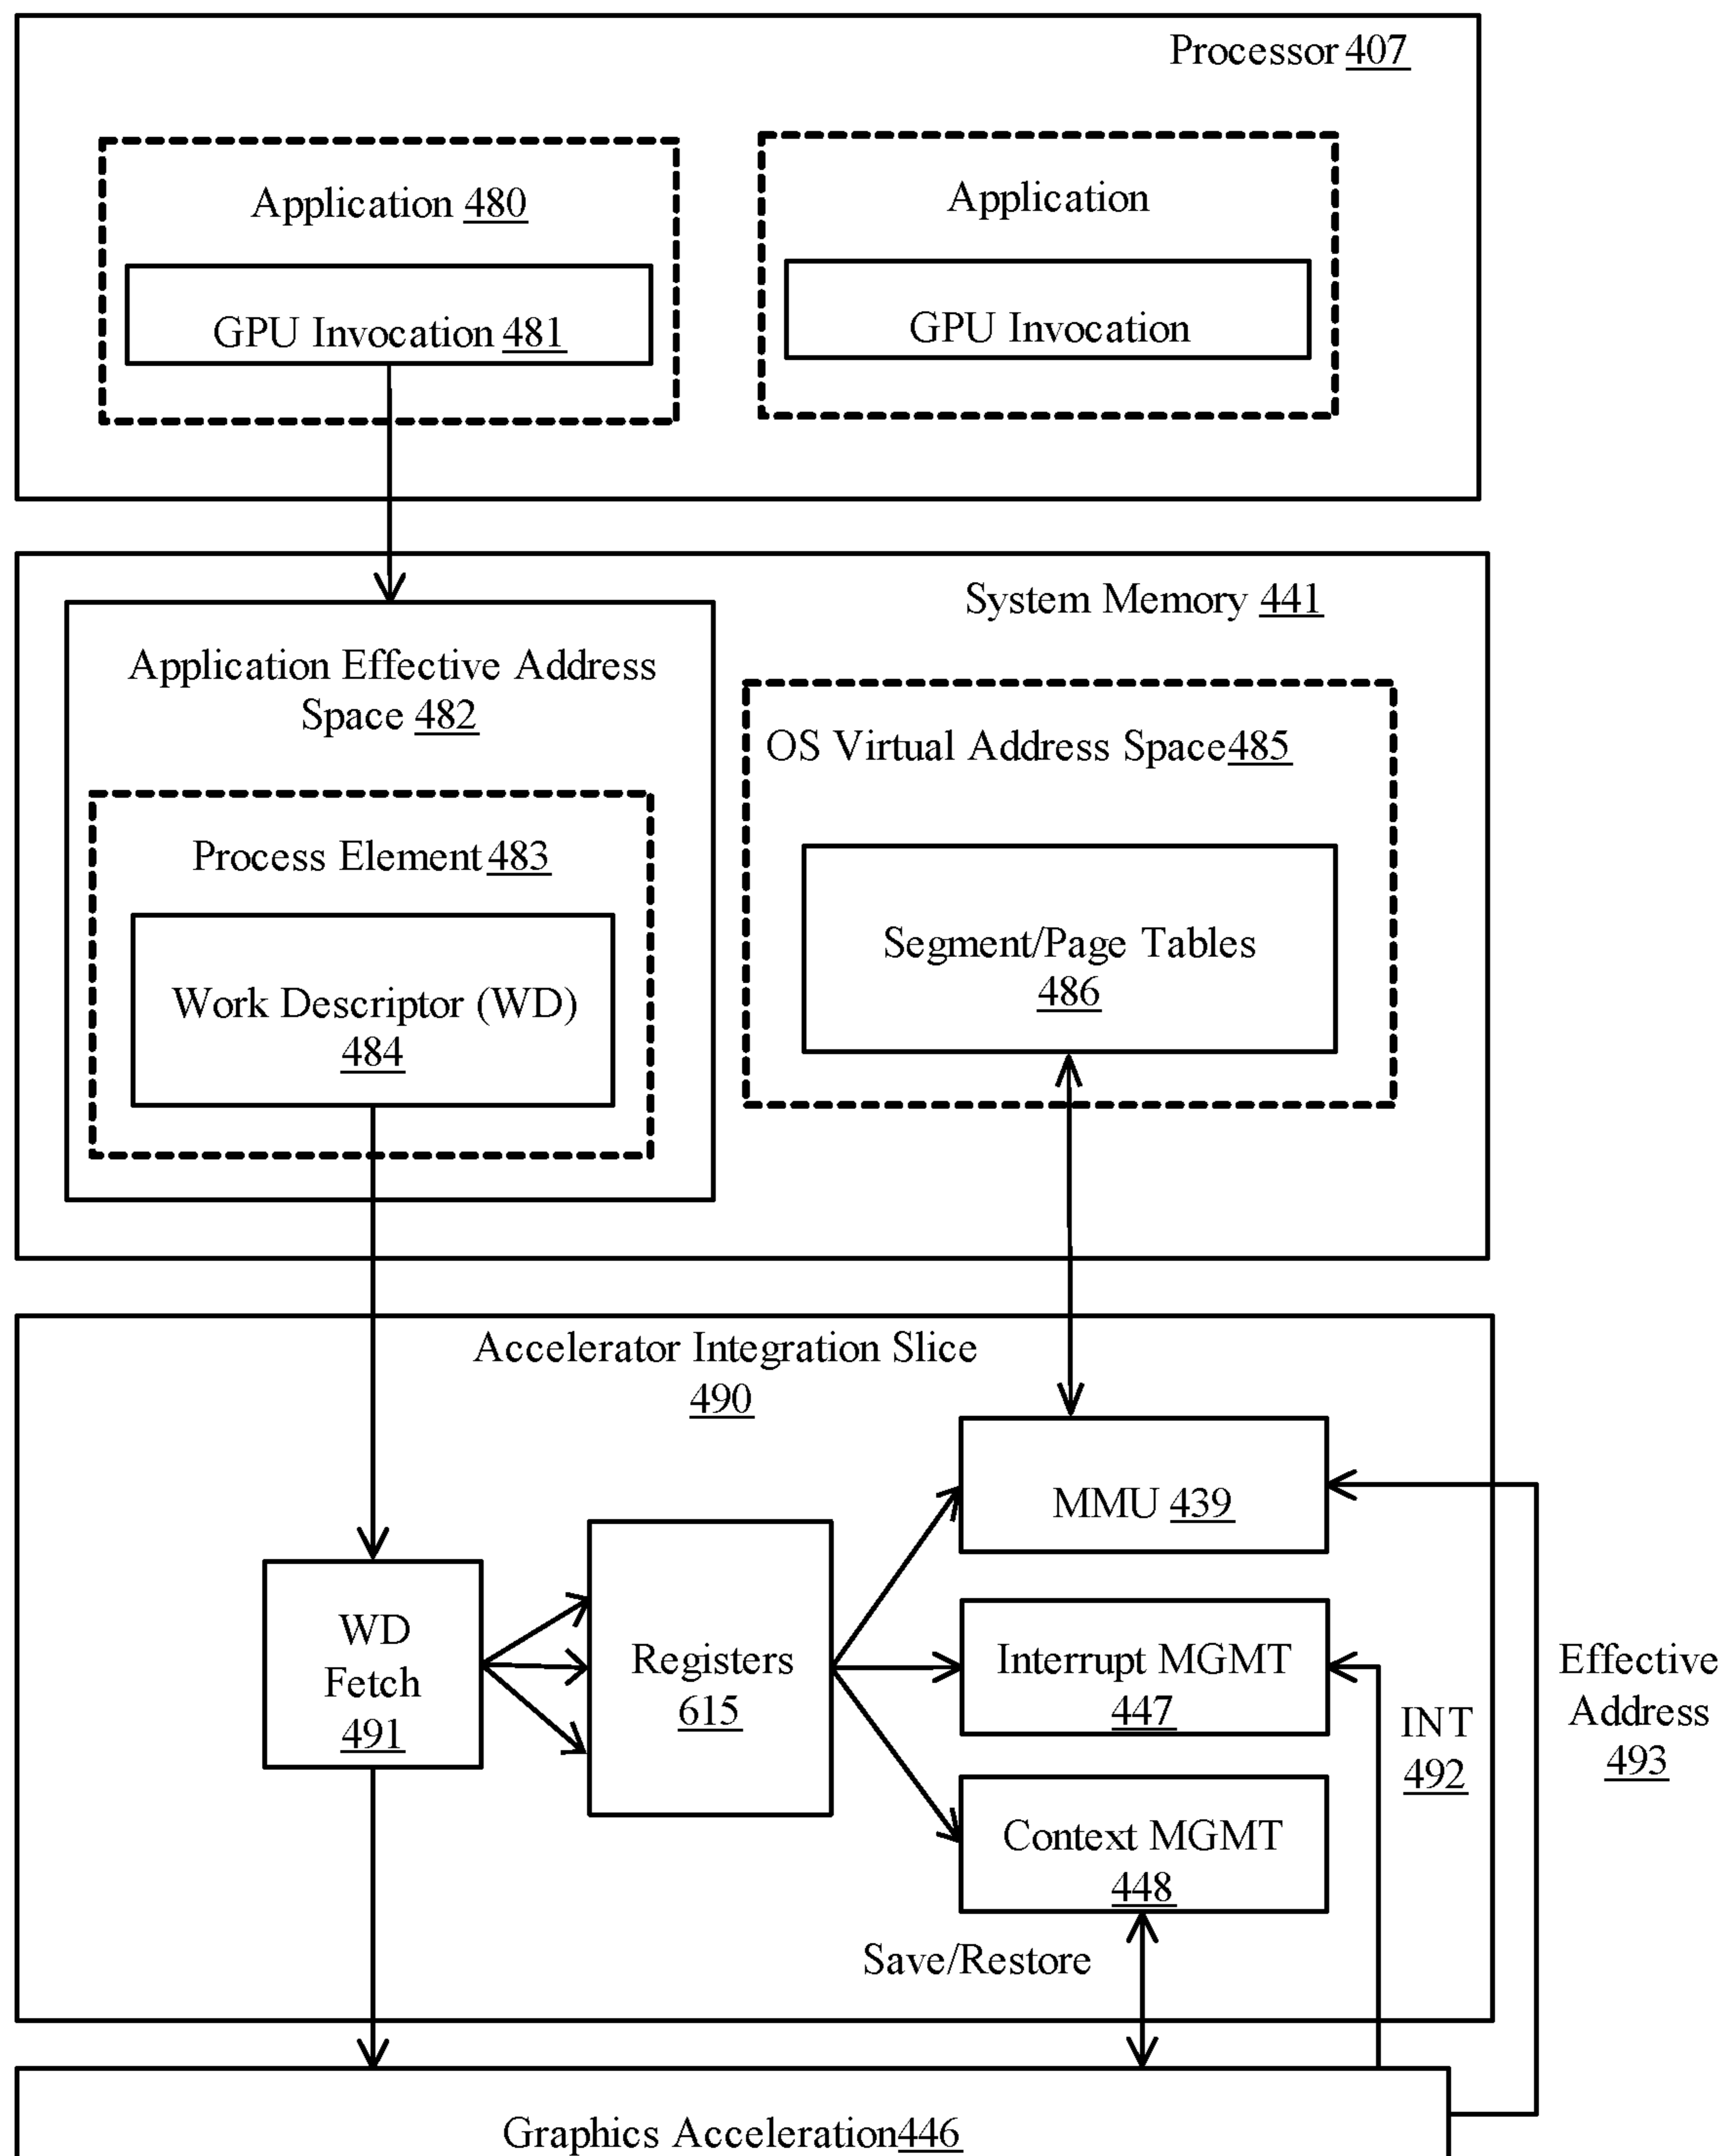 Processor 407
Application 480
GPU Invocation 481
Application
GPU Invocation
System Memory 441
Application Effective Address
Space 482
Process Element 483
Work Descriptor (WD)
484
OS Virtual Address Space485
Segment/Page Tables
486
Accelerator Integration Slice
490
MMU 439
WD
Fetch
491
Registers
615
Interrupt MGMT
447
Context MGMT
448
Save/Restore
INT
492
Effective
Address
493
Graphics Acceleration446